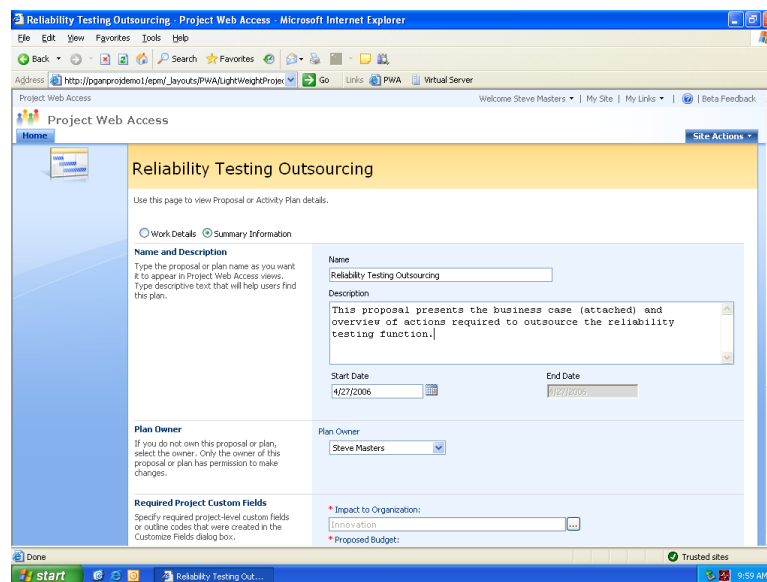 Reliability Testing Outsourcing - Project Web Access - Microsoft Internet Explorer
File Edit View Favorites Tools Help
Back Search Favorites
Address http://pganprojdemo1/epm/_layouts/PWA/LightWeightProjec Go Links PWA Virtual Server
Project Web Access Welcome Steve Masters | My Site | My Links | Beta Feedback
Project Web Access
Home Site Actions
Reliability Testing Outsourcing
Use this page to view Proposal or Activity Plan details.
Work Details Summary Information
Name and Description
Type the proposal or plan name as you want
it to appear in Project Web Access views.
Type descriptive text that will help users find
this plan.
Name
Reliability Testing Outsourcing
Description
This proposal presents the business case (attached) and
overview of actions required to outsource the reliability
testing function.
Start Date End Date
4/27/2006 4/27/2006
Plan Owner
If you do not own this proposal or plan,
select the owner. Only the owner of this
proposal or plan has permission to make
changes.
Plan Owner
Steve Masters
Required Project Custom Fields
Specify required project-level custom fields
or outline codes that were created in the
Customize Fields dialog box.
* Impact to Organization:
Innovation ...
* Proposed Budget:
Done Trusted sites
start Reliability Testing Out... 9:59 AM